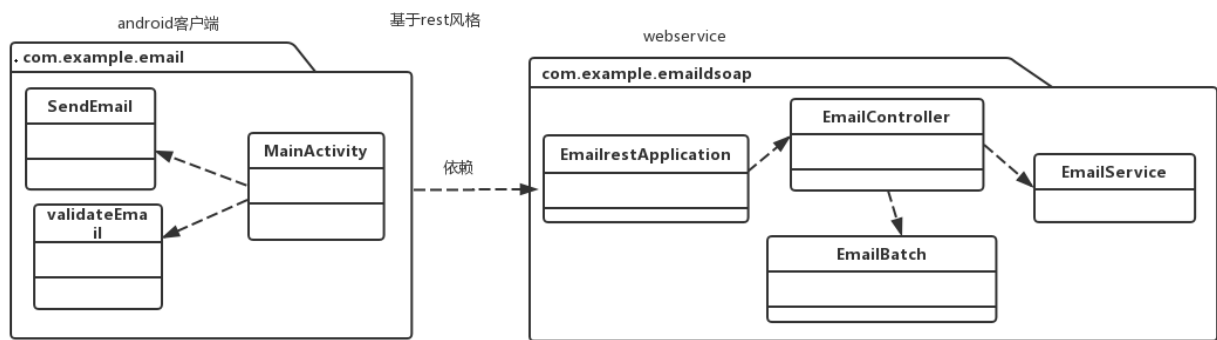 android客户端
基于rest风格
webservice
. com.example.email
SendEmail
MainActivity
validateEma
il
依赖
com.example.emaildsoap
EmailrestApplication
EmailController
EmailService
EmailBatch